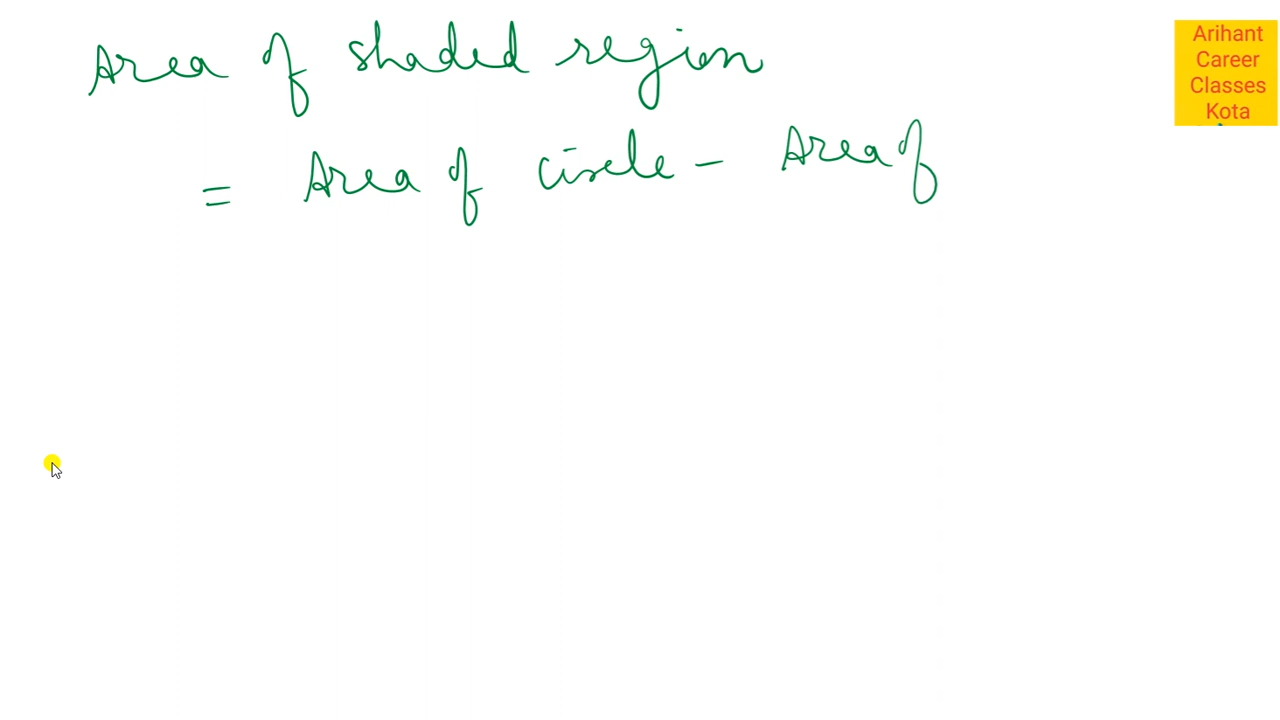 Area of shaded region
= Area of circle - Area of
Arihant
Career
Classes
Kota